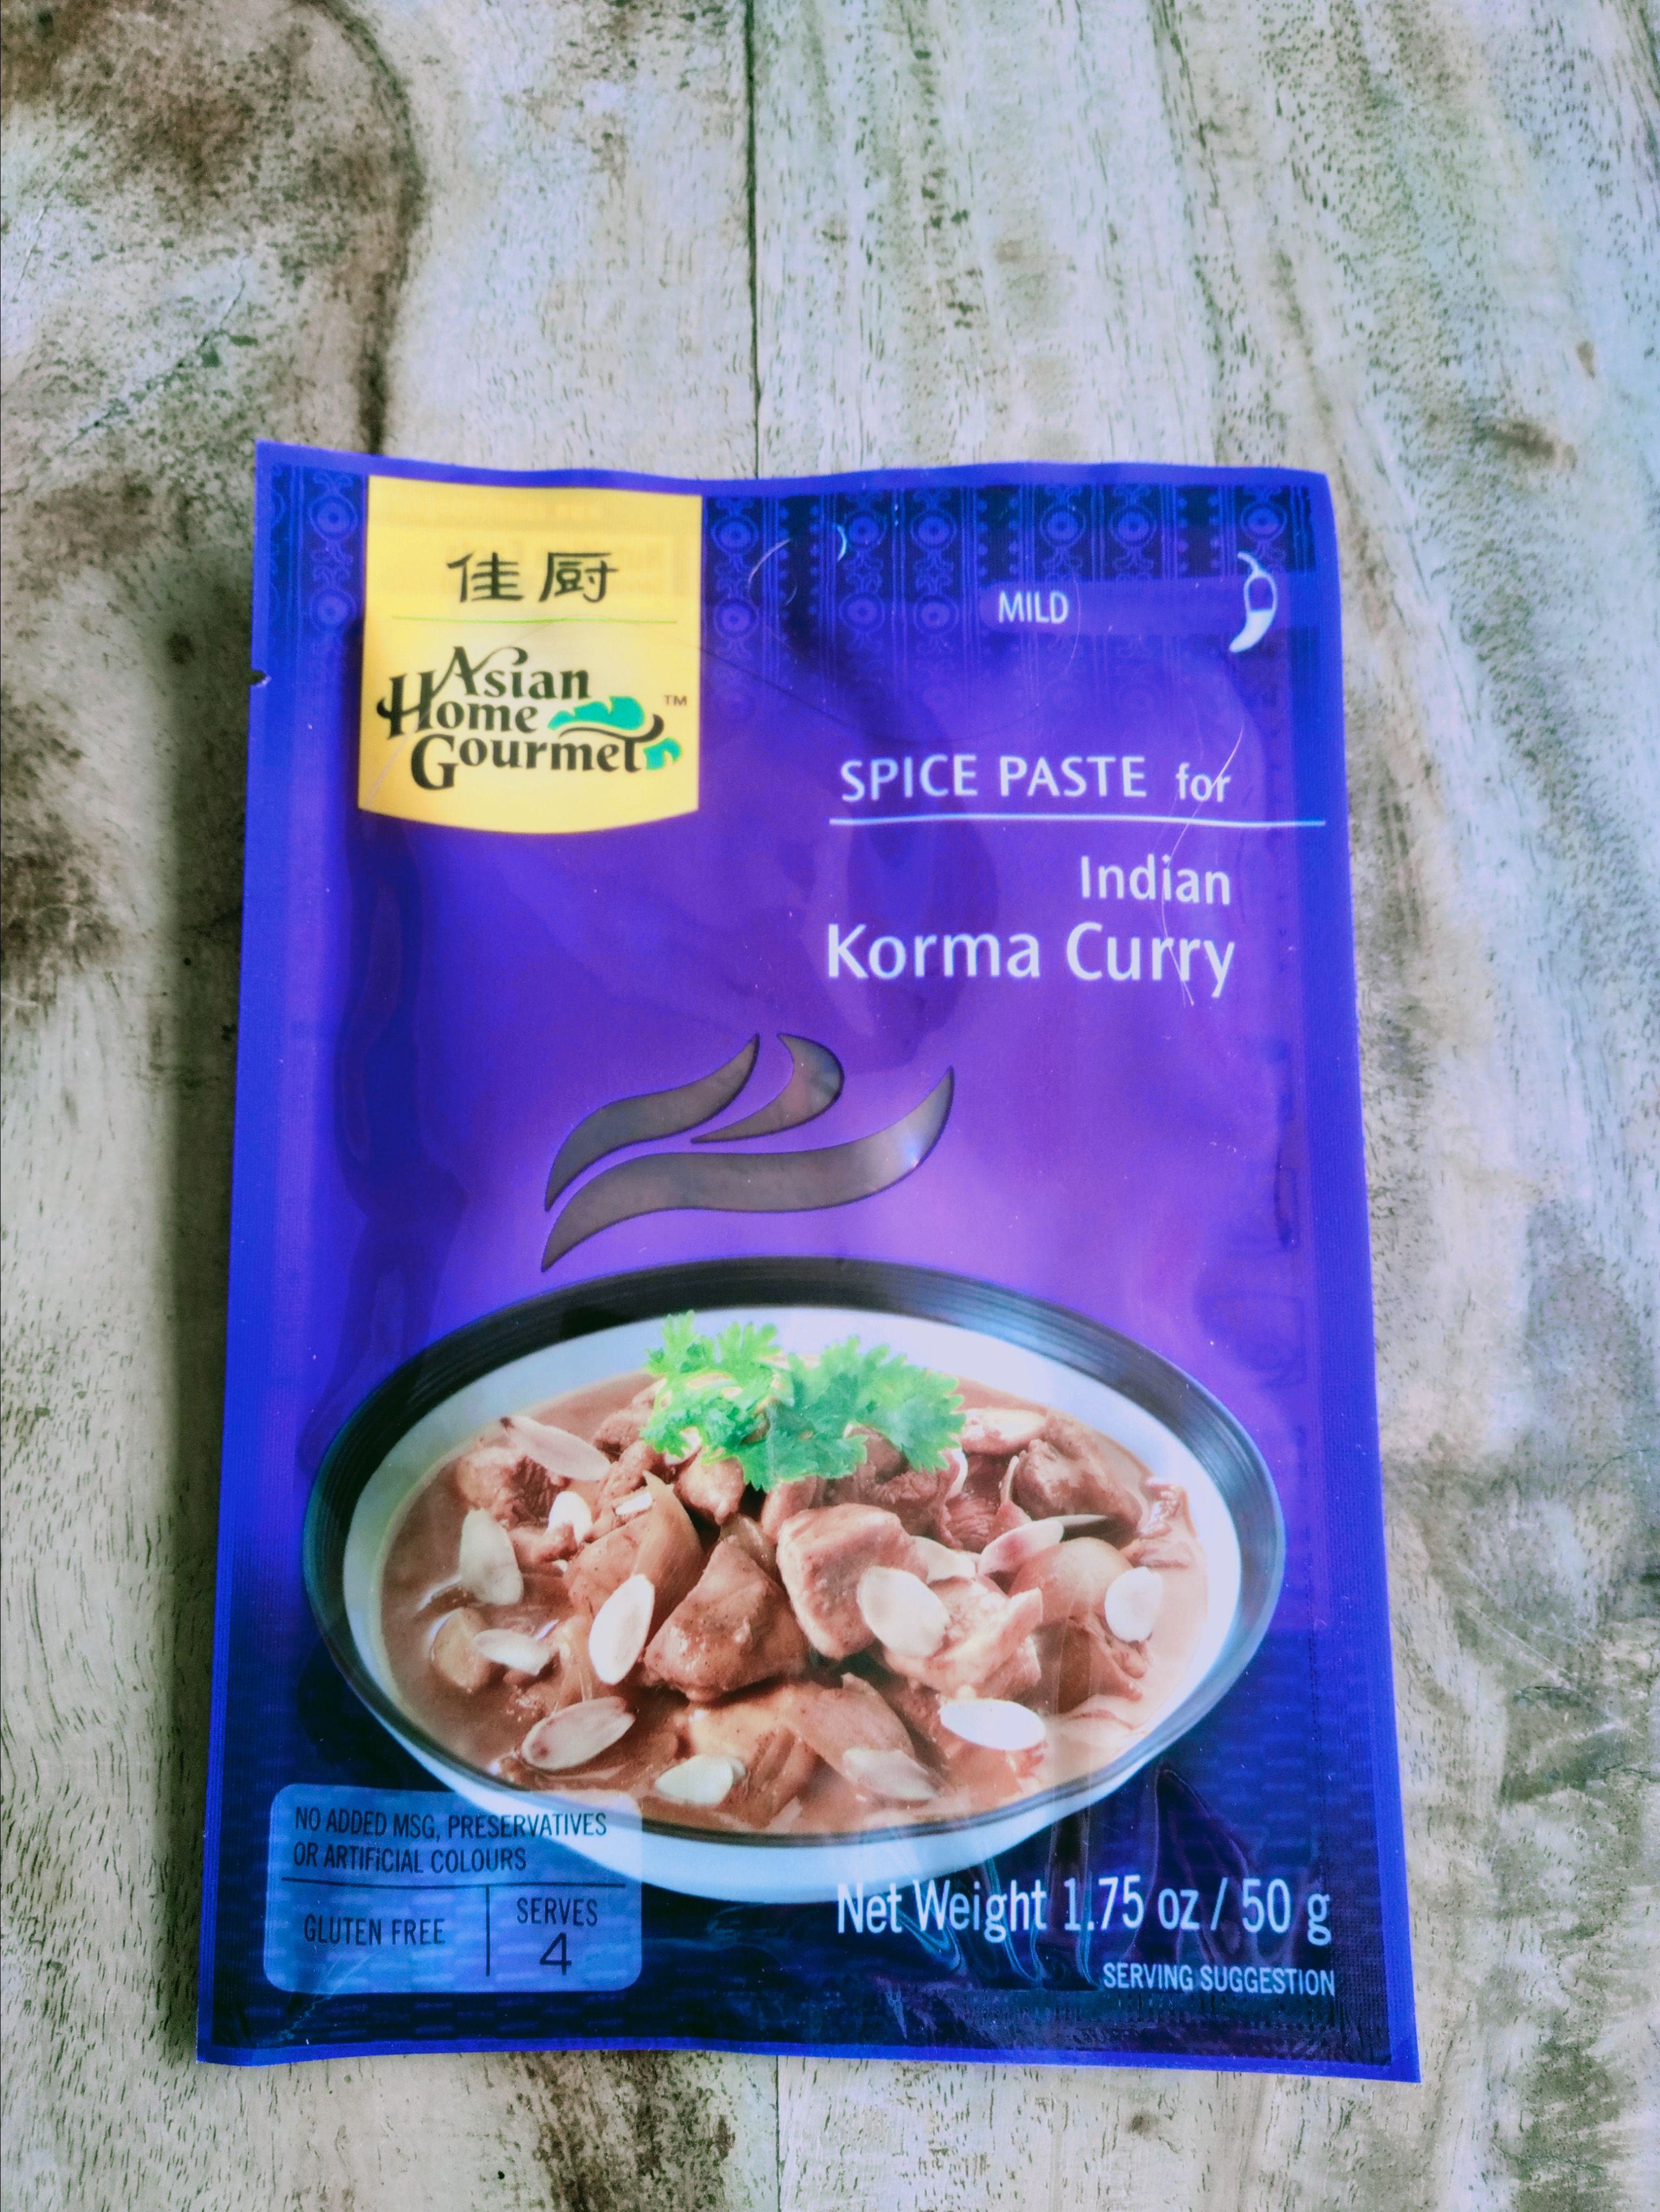 佳厨
Asian
Home
Gourmet™
MILD
SPICE PASTE for
Indian
Korma Curry
NO ADDED MSG, PRESERVATIVES
OR ARTIFICIAL COLOURS
GLUTEN FREE
SERVES
4
Net Weight 1.75 oz / 50 g
SERVING SUGGESTION